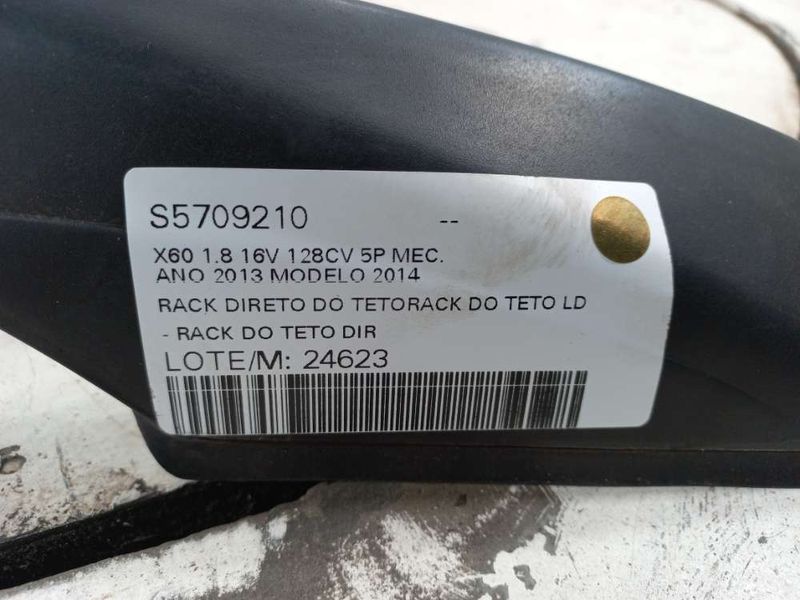 S5709210 --
X60 1.8 16V 128CV 5P MEC.
ANO 2013 MODELO 2014
RACK DIRETO DO TETORACK DO TETO LD
- RACK DO TETO DIR
LOTE/M: 24623